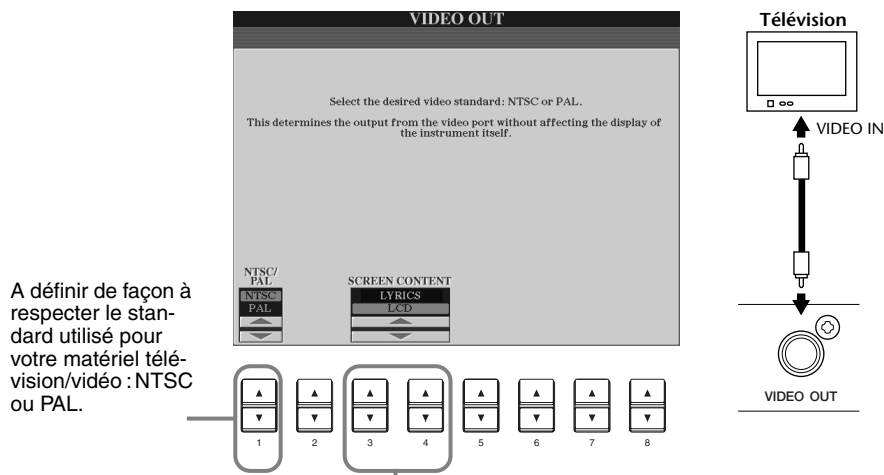 VIDEO OUT
Select the desired video standard: NTSC or PAL.
This determines the output from the video port without affecting the display of
the instrument itself.
NTSC/
PAL
NTSC
PAL
SCREEN CONTENT
LYRICS
LCD
A définir de façon à
respecter le stan-
dard utilisé pour
votre matériel télé-
vision/vidéo : NTSC
ou PAL.
1 2 3 4 5 6 7 8
Télévision
VIDEO IN
VIDEO OUT